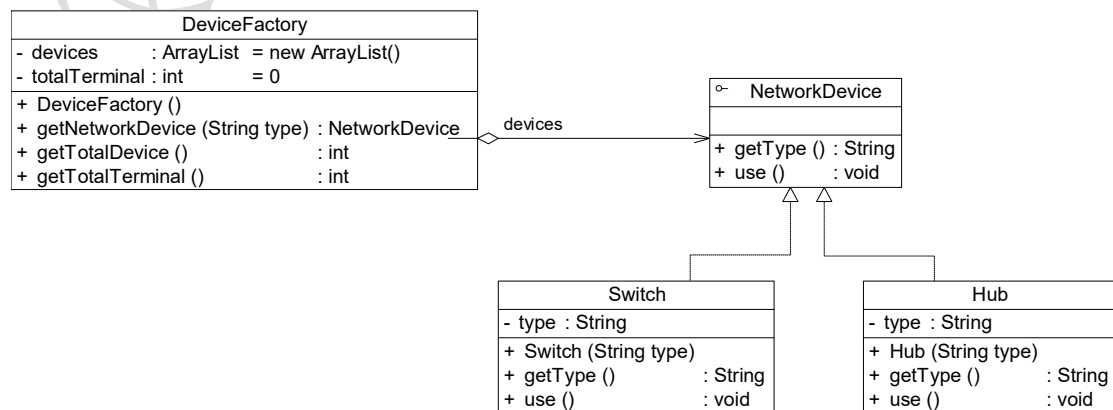 DeviceFactory
- devices : ArrayList = new ArrayList()
- totalTerminal : int = 0
+ DeviceFactory ()
+ getNetworkDevice (String type) : NetworkDevice
+ getTotalDevice () : int
+ getTotalTerminal () : int
devices
NetworkDevice
+ getType () : String
+ use () : void
Switch
- type : String
+ Switch (String type)
+ getType () : String
+ use () : void
Hub
- type : String
+ Hub (String type)
+ getType () : String
+ use () : void